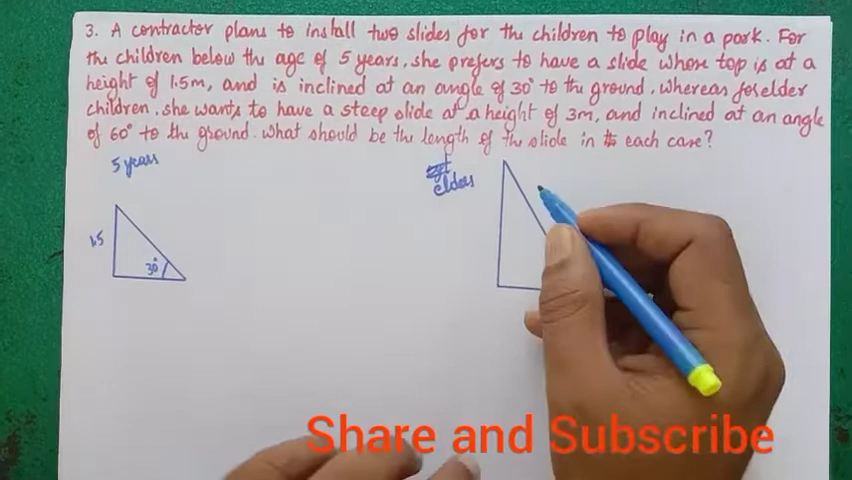 3. A contractor plans to install two slides for the children to play in a park. For
the children below the age of 5 years, she prefers to have a slide whose top is at a
height of 1.5m, and is inclined at an angle of 30° to the ground, whereas for elder
children, she wants to have a steep slide at a height of 3m, and inclined at an angle
of 60° to the ground. What should be the length of the slide in each case?
5 years
elders
1.5
30°
Share and Subscribe